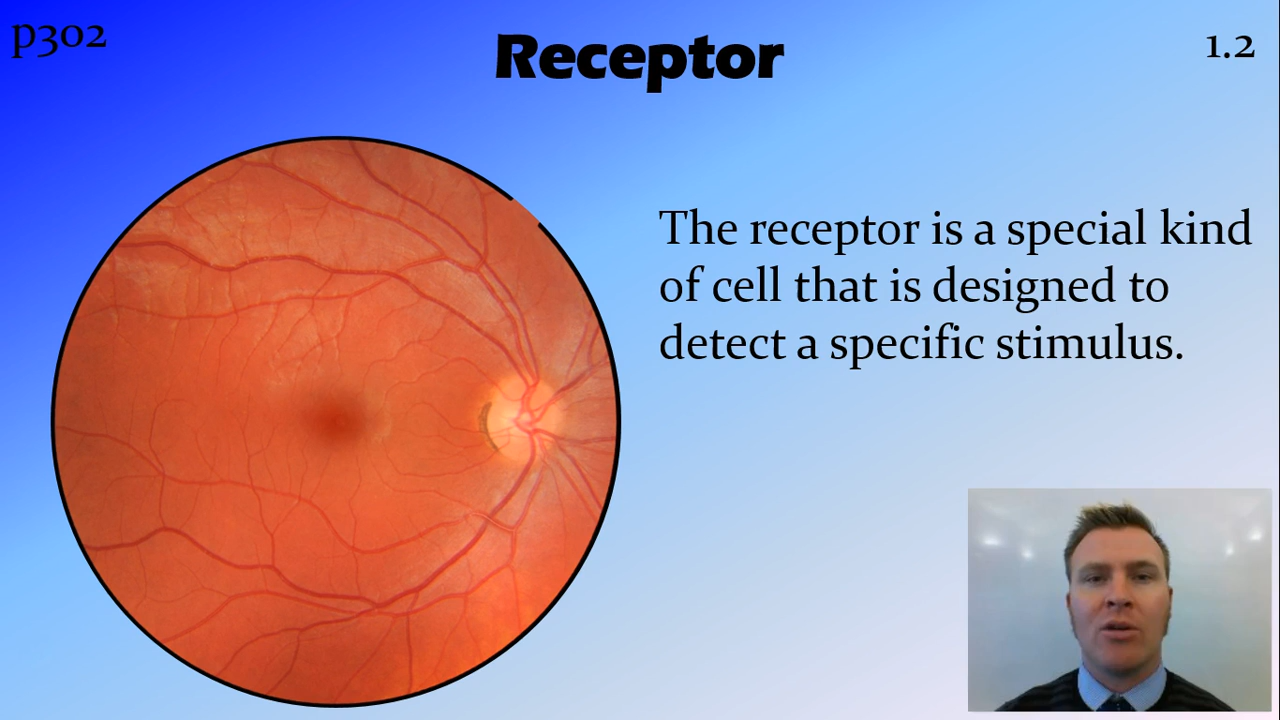 p302
Receptor
1.2
The receptor is a special kind
of cell that is designed to
detect a specific stimulus.